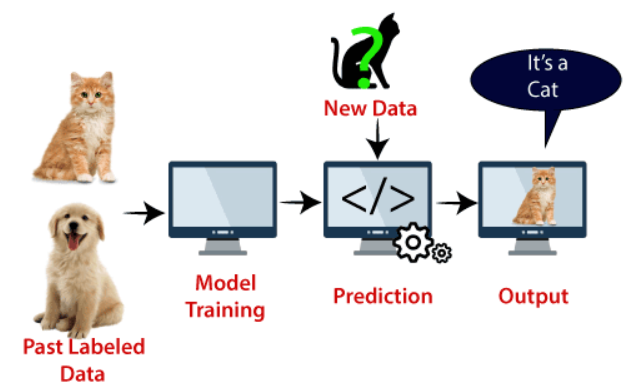 It's a
Cat
?
New Data
</>
Model
Training
Prediction
Output
Past Labeled
Data